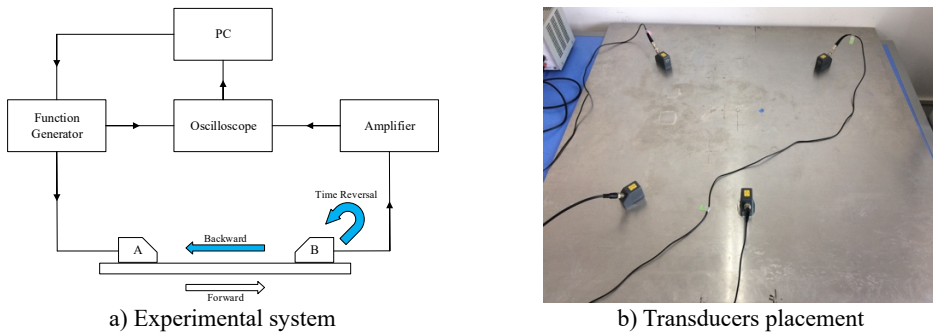 PC
Function
Generator
Oscilloscope
Amplifier
Time Reversal
Backward
A
B
Forward
a) Experimental system
b) Transducers placement